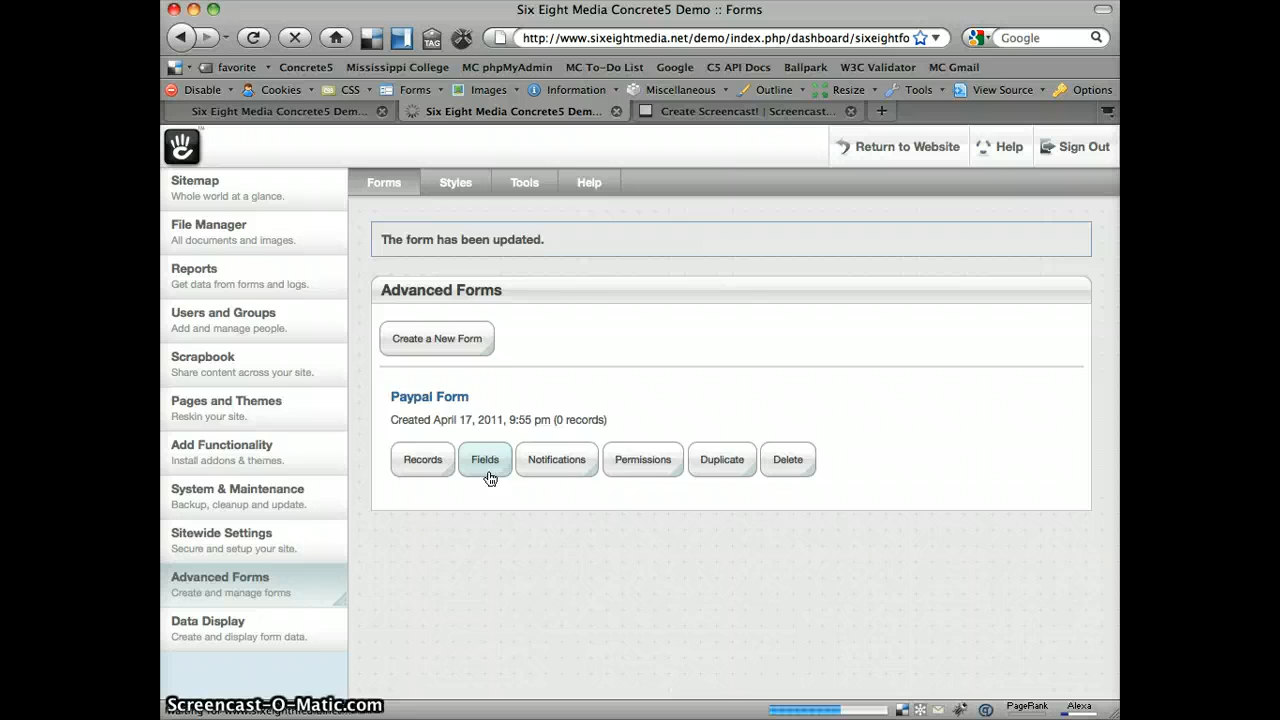 Six Eight Media Concrete5 Demo :: Forms
http://www.sixeightmedia.net/demo/index.php/dashboard/sixeightfo
Google
TAG
favorite Concrete5 Mississippi College MC phpMyAdmin MC To-Do List Google C5 API Docs Ballpark W3C Validator MC Gmail
Disable Cookies CSS Forms Images Information Miscellaneous Outline Resize Tools View Source Options
Six Eight Media Concrete5 Dem... Six Eight Media Concrete5 Dem... Create Screencast! | Screencast...
Return to Website Help Sign Out
Forms Styles Tools Help
Sitemap
Whole world at a glance.
File Manager
All documents and images.
Reports
Get data from forms and logs.
Users and Groups
Add and manage people.
Scrapbook
Share content across your site.
Pages and Themes
Reskin your site.
Add Functionality
Install addons & themes.
System & Maintenance
Backup, cleanup and update.
Sitewide Settings
Secure and setup your site.
Advanced Forms
Create and manage forms
Data Display
Create and display form data.
The form has been updated.
Advanced Forms
Create a New Form
Paypal Form
Created April 17, 2011, 9:55 pm (0 records)
Records Fields Notifications Permissions Duplicate Delete
Screencast-O-Matic.com
PageRank Alexa